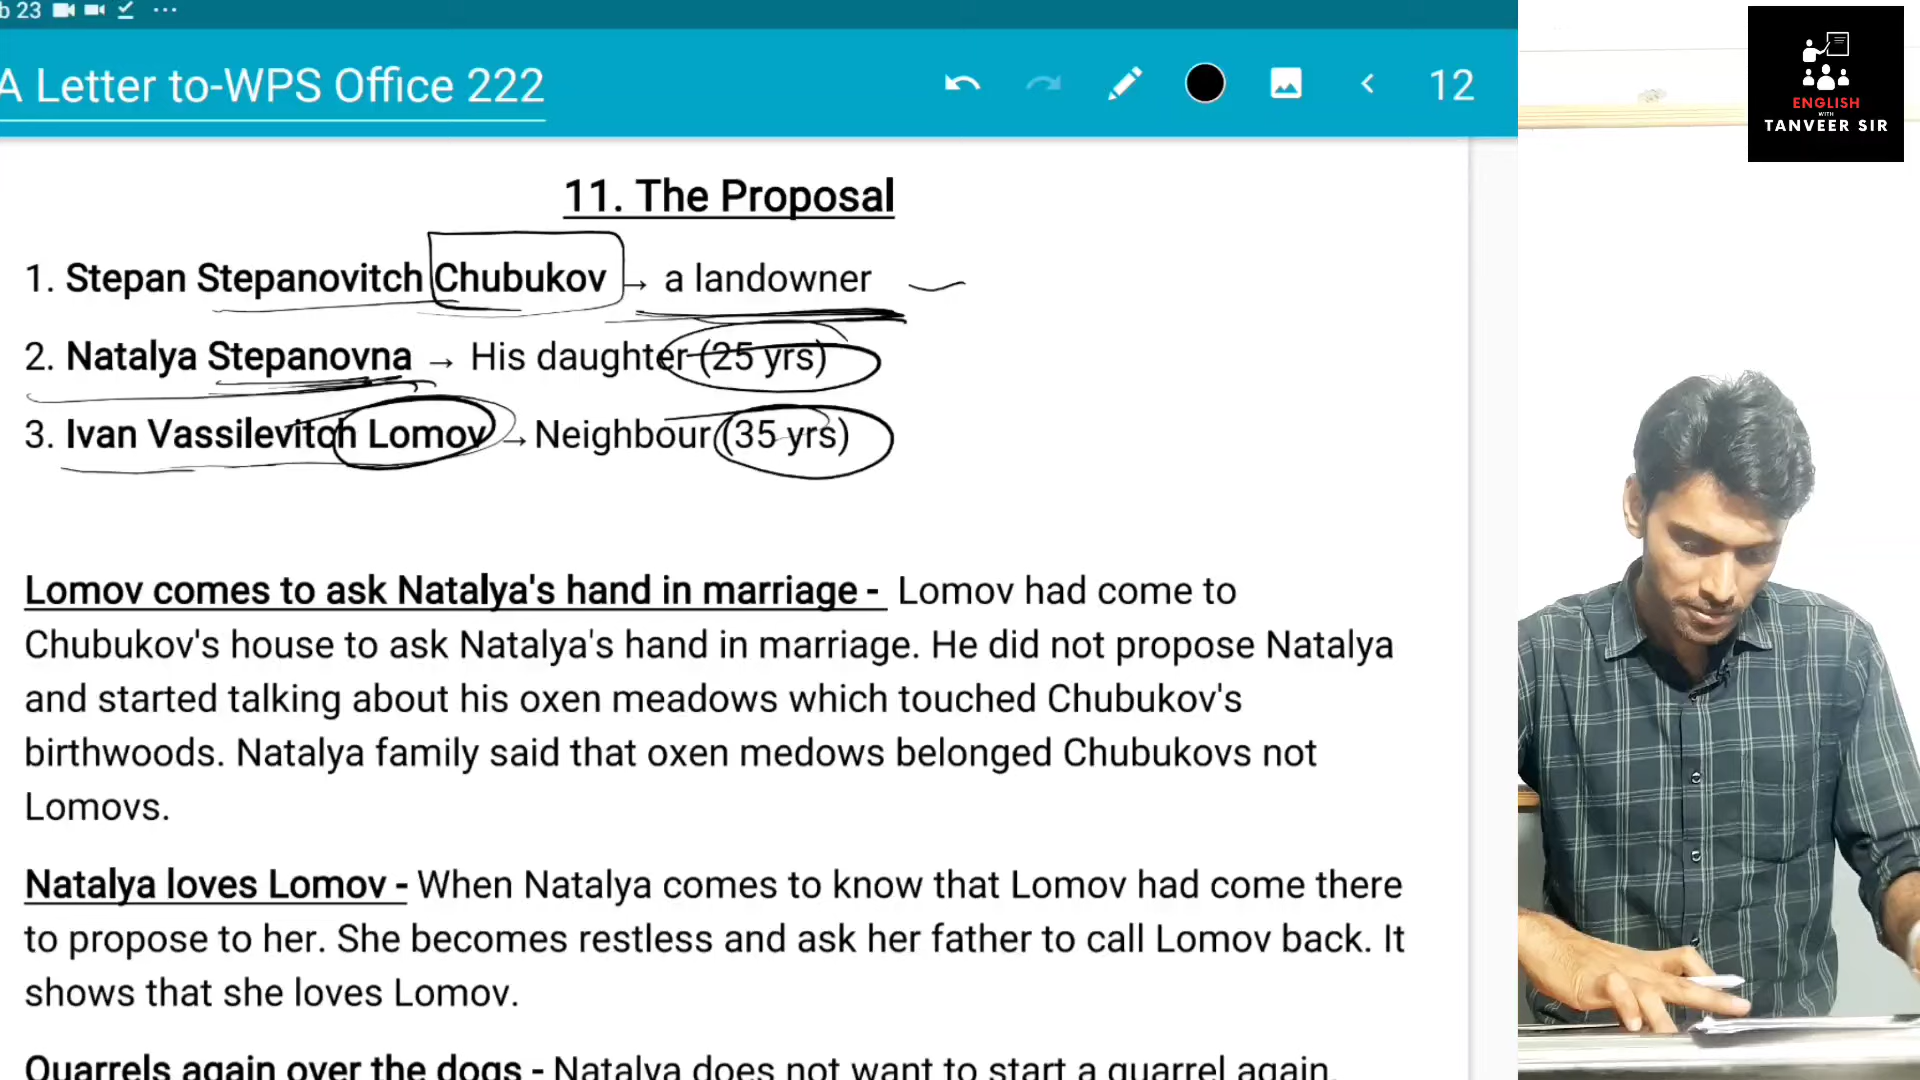 b 23 ...
A Letter to-WPS Office 222
12
ENGLISH
WITH
TANVEER SIR
11. The Proposal
1. Stepan Stepanovitch Chubukov → a landowner
2. Natalya Stepanovna → His daughter (25 yrs)
3. Ivan Vassilevitch Lomov → Neighbour (35 yrs)
Lomov comes to ask Natalya's hand in marriage - Lomov had come to
Chubukov's house to ask Natalya's hand in marriage. He did not propose Natalya
and started talking about his oxen meadows which touched Chubukov's
birthwoods. Natalya family said that oxen medows belonged Chubukovs not
Lomovs.
Natalya loves Lomov - When Natalya comes to know that Lomov had come there
to propose to her. She becomes restless and ask her father to call Lomov back. It
shows that she loves Lomov.
Quarrels again over the dogs - Natalya does not want to start a quarrel again.